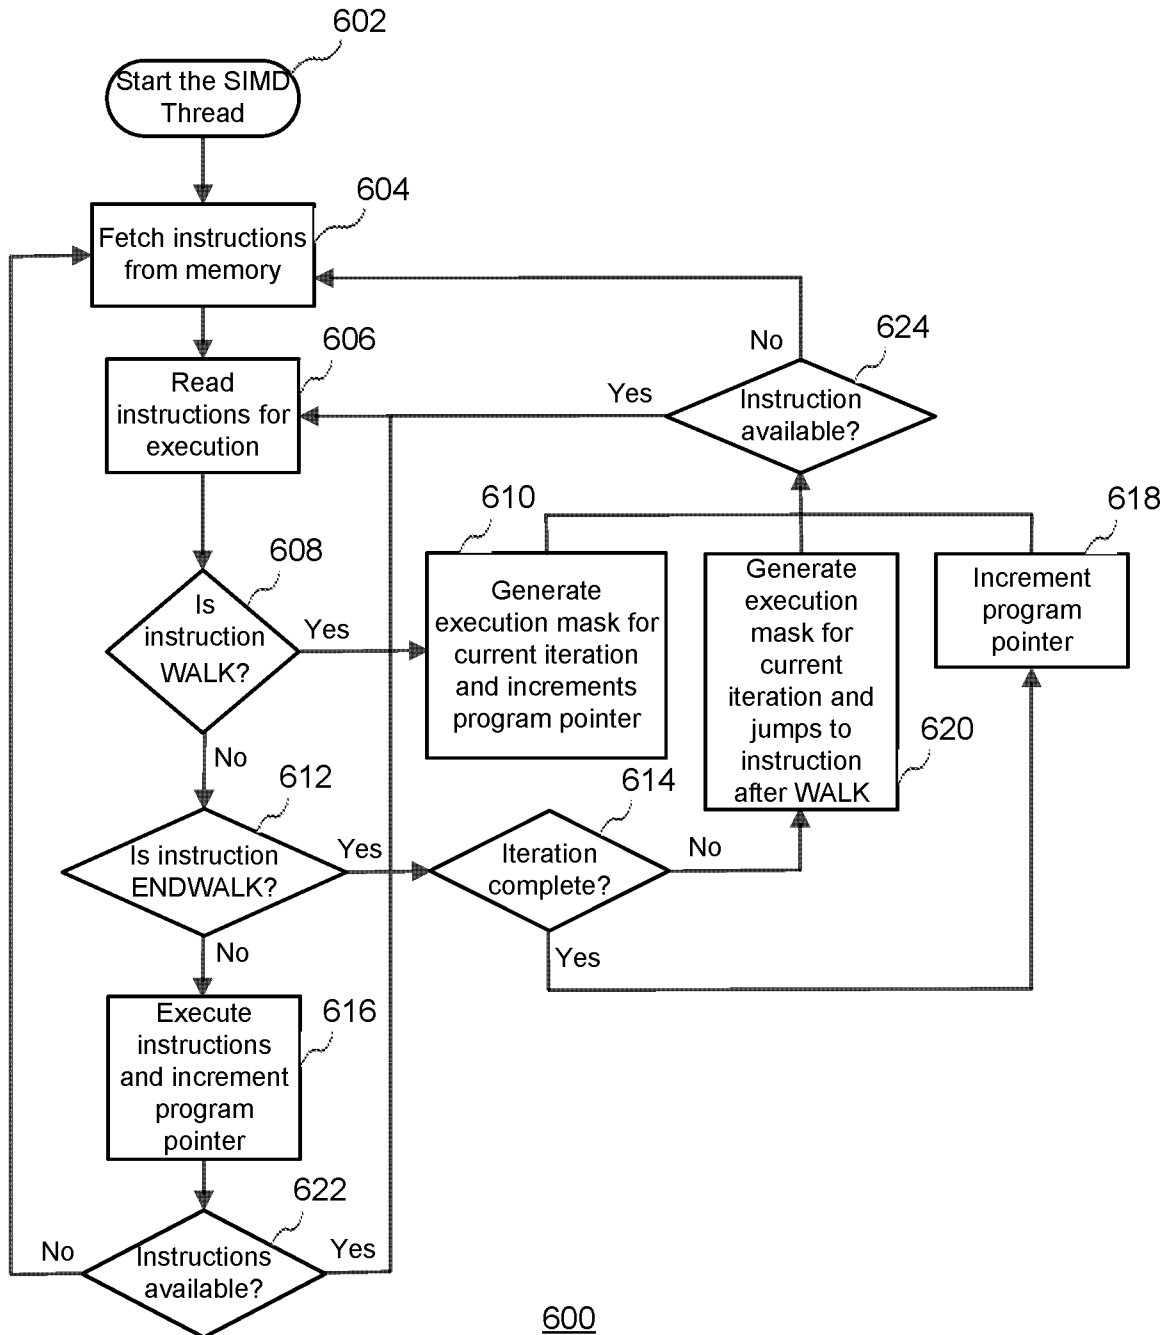 602
Start the SIMD
Thread
604
Fetch instructions
from memory
606
Read
instructions for
execution
No
624
Yes
Instruction
available?
608
Is
instruction
WALK?
Yes
610
Generate
execution mask for
current iteration
and increments
program pointer
Generate
execution
mask for
current
iteration and
jumps to
instruction
after WALK
618
Increment
program
pointer
620
No
612
Is instruction
ENDWALK?
Yes
614
Iteration
complete?
No
Yes
No
616
Execute
instructions
and increment
program
pointer
622
No
Instructions
available?
Yes
600